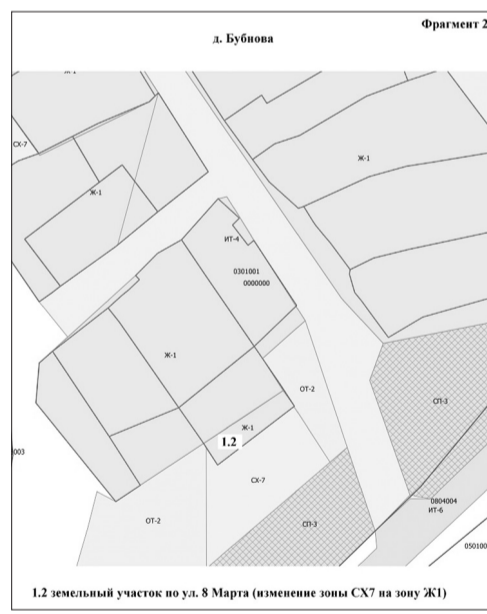 Фрагмент 2
д. Бубнова
Ж-1
СХ-7
Ж-1
Ж-1
ИТ-4
0301001
0000000
Ж-1
ОТ-2
СП-3
Ж-1
1.2
003
СХ-7
0804004
ИТ-6
ОТ-2
СП-3
050100
1.2 земельный участок по ул. 8 Марта (изменение зоны СХ7 на зону Ж1)